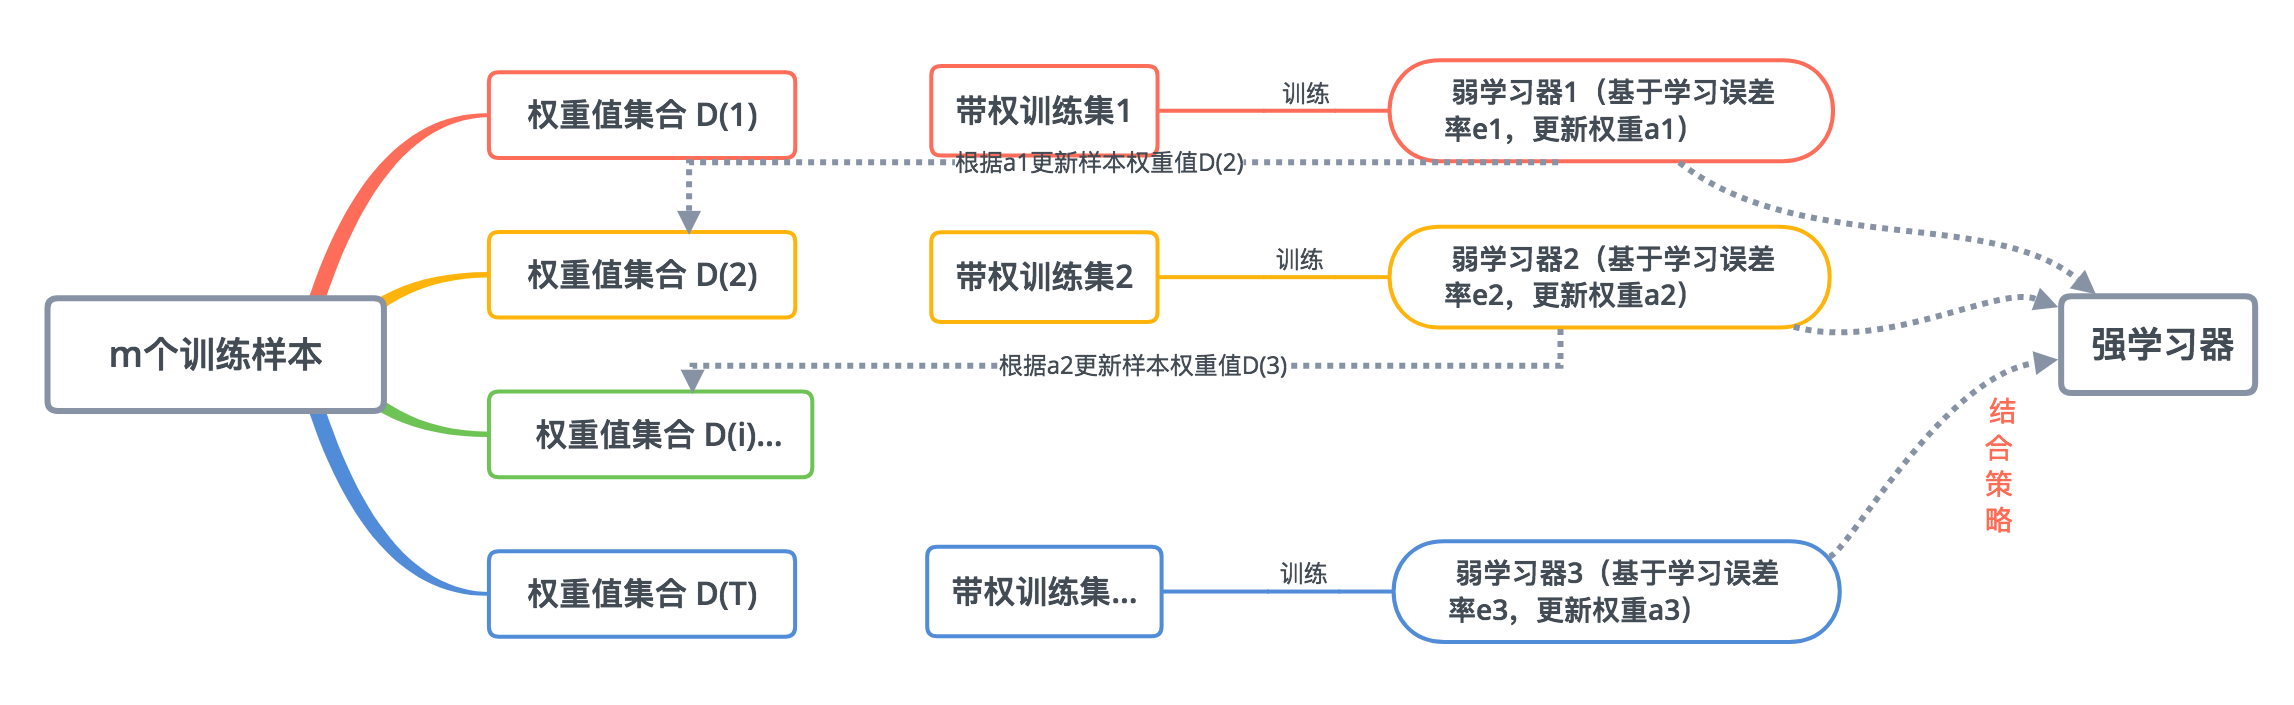 权重值集合 D(1)
带权训练集1
训练
弱学习器1（基于学习误差
率e1，更新权重a1）
根据a1更新样本权重值D(2)
权重值集合 D(2)
带权训练集2
训练
弱学习器2（基于学习误差
率e2，更新权重a2）
m个训练样本
强学习器
根据a2更新样本权重值D(3)
权重值集合 D(i)...
结
合
策
略
权重值集合 D(T)
带权训练集...
训练
弱学习器3（基于学习误差
率e3，更新权重a3）